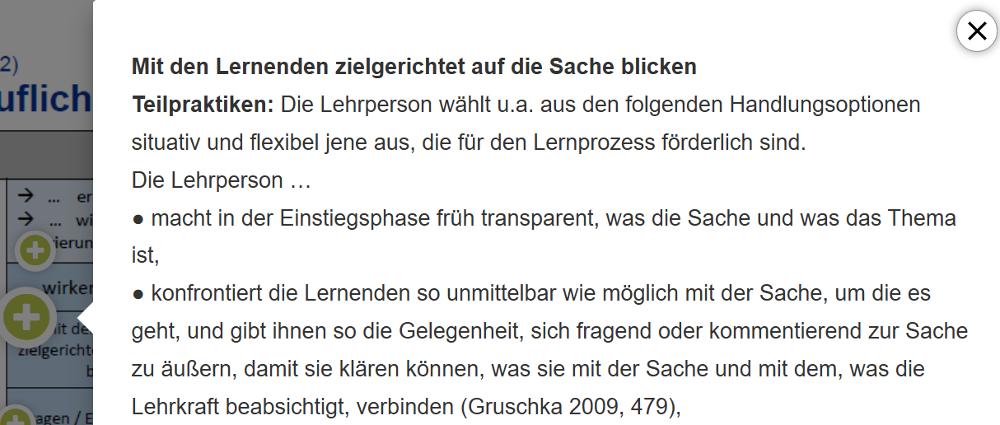 2)
uflich
→ ... er
→ ... wi
ierun
wirker
it de
zielgericht
b
agen / E
Mit den Lernenden zielgerichtet auf die Sache blicken
Teilpraktiken: Die Lehrperson wählt u.a. aus den folgenden Handlungsoptionen
situativ und flexibel jene aus, die für den Lernprozess förderlich sind.
Die Lehrperson …
● macht in der Einstiegsphase früh transparent, was die Sache und was das Thema
ist,
● konfrontiert die Lernenden so unmittelbar wie möglich mit der Sache, um die es
geht, und gibt ihnen so die Gelegenheit, sich fragend oder kommentierend zur Sache
zu äußern, damit sie klären können, was sie mit der Sache und mit dem, was die
Lehrkraft beabsichtigt, verbinden (Gruschka 2009, 479),